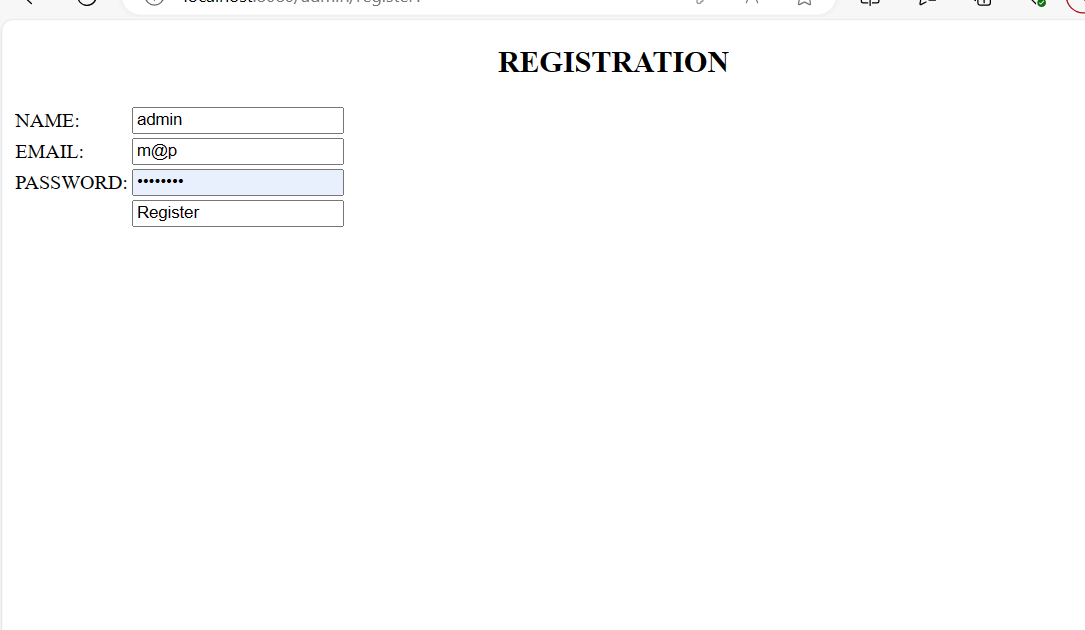 REGISTRATION
NAME: admin
EMAIL: m@p
PASSWORD: ••••••••
Register